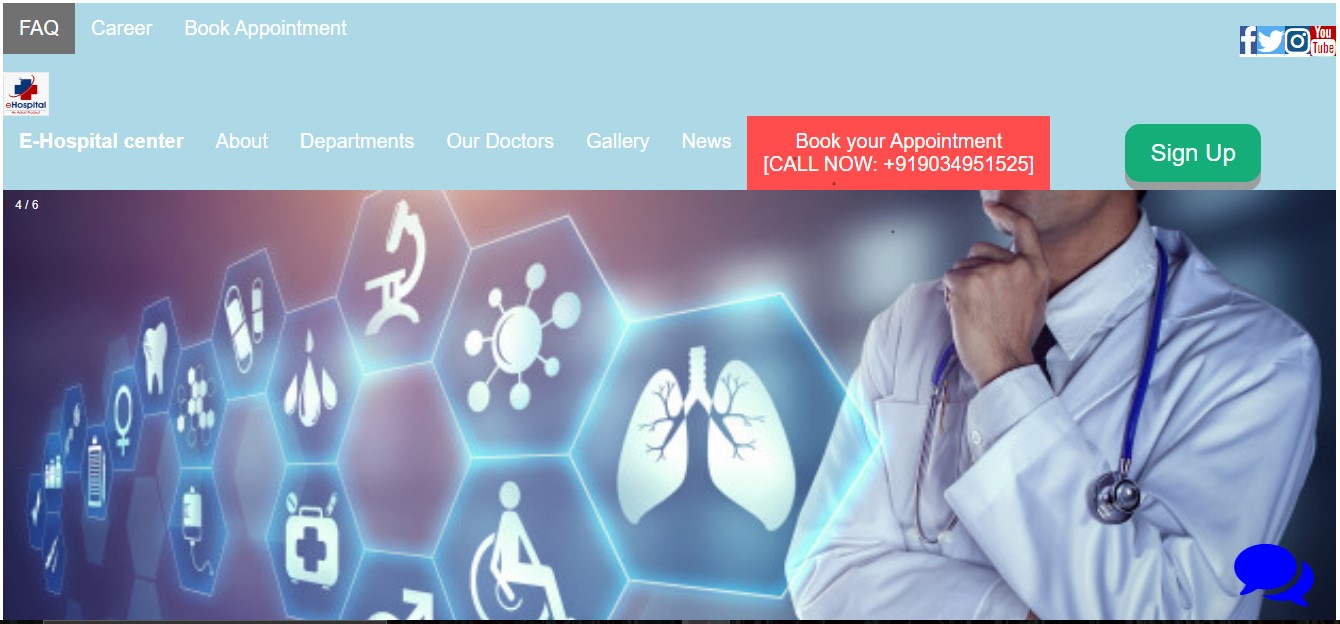 FAQ Career Book Appointment
You
Tube
eHospital
E-Hospital center About Departments Our Doctors Gallery News
Book your Appointment
[CALL NOW: +919034951525]
Sign Up
4 / 6